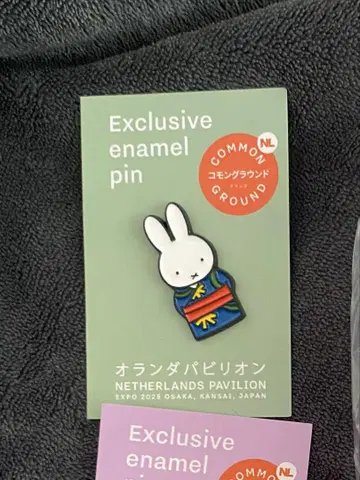 Exclusive
enamel
pin
NL
COMMON
コモングラウンド
GROUND
オランダパビリオン
NETHERLANDS PAVILION
EXPO 2025 OSAKA, KANSAI, JAPAN
Exclusive
enamel
pin
NL
COMMON